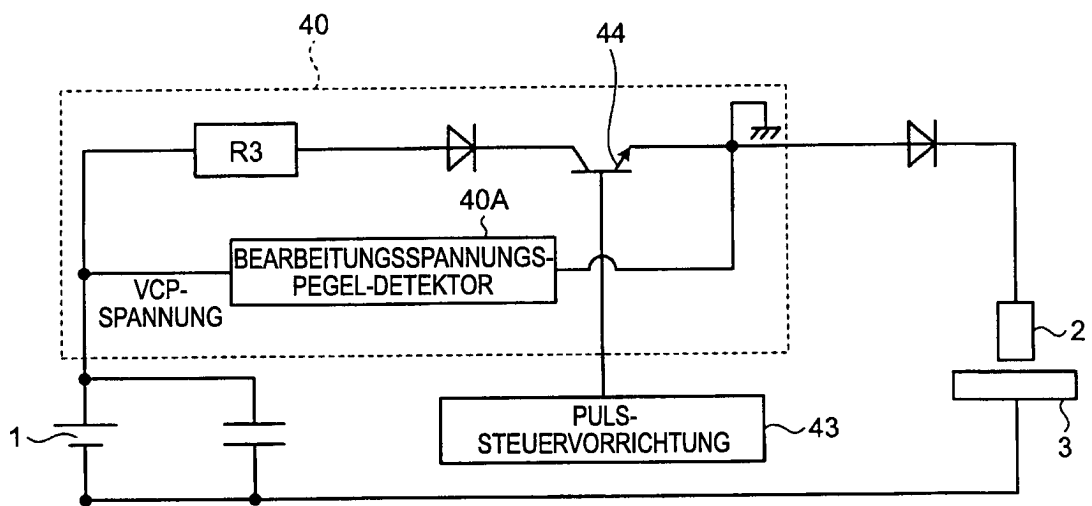 40
44
R3
40A
BEARBEITUNGSSPANNUNGS-
PEGEL-DETEKTOR
VCP-
SPANNUNG
2
1
PULS-
STEUERVORRICHTUNG
43
3